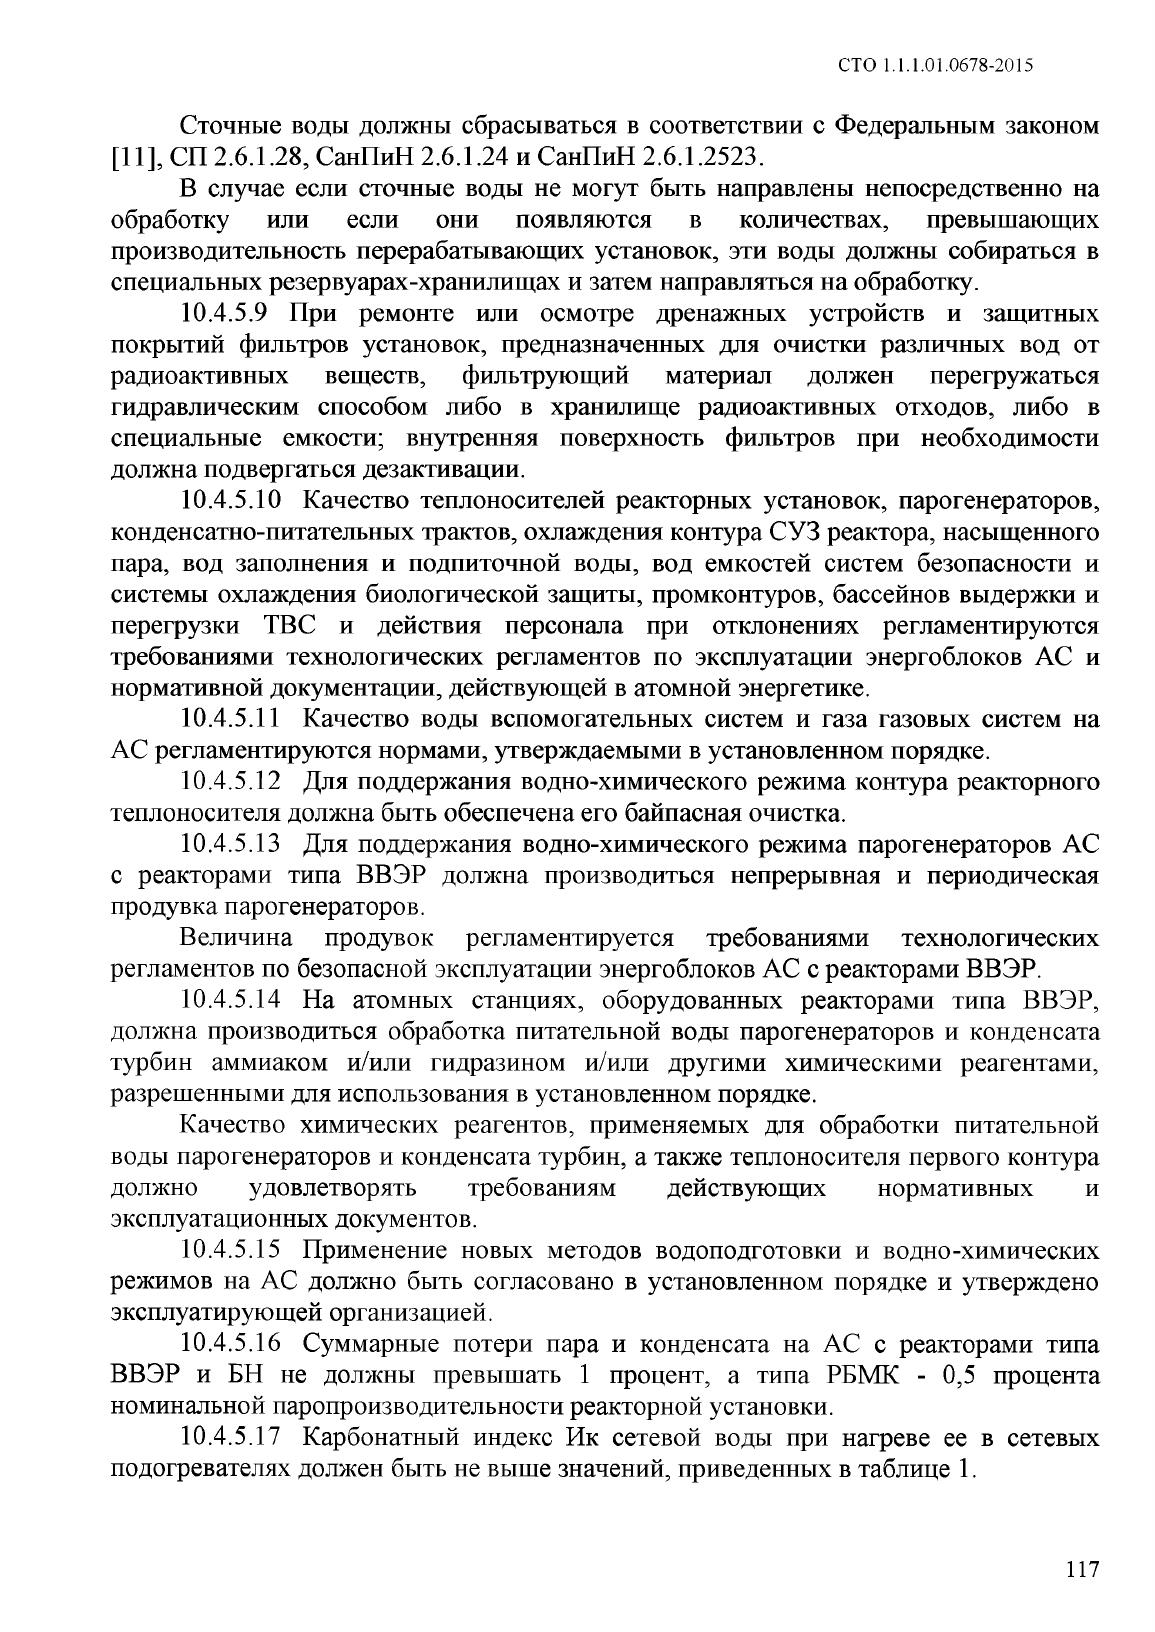 СТО 1.1.1.01.0678-2015
Сточные воды должны сбрасываться в соответствии с Федеральным законом
[11], СП 2.6.1.28, СанПиН 2.6.1.24 и СанПиН 2.6.1.2523.
В случае если сточные воды не могут быть направлены непосредственно на
обработку или если они появляются в количествах, превышающих
производительность перерабатывающих установок, эти воды должны собираться в
специальных резервуарах-хранилищах и затем направляться на обработку.
10.4.5.9 При ремонте или осмотре дренажных устройств и защитных
покрытий фильтров установок, предназначенных для очистки различных вод от
радиоактивных веществ, фильтрующий материал должен перегружаться
гидравлическим способом либо в хранилище радиоактивных отходов, либо в
специальные емкости; внутренняя поверхность фильтров при необходимости
должна подвергаться дезактивации.
10.4.5.10 Качество теплоносителей реакторных установок, парогенераторов,
конденсатно-питательных трактов, охлаждения контура СУЗ реактора, насыщенного
пара, вод заполнения и подпиточной воды, вод емкостей систем безопасности и
системы охлаждения биологической защиты, промконтуров, бассейнов выдержки и
перегрузки ТВС и действия персонала при отклонениях регламентируются
требованиями технологических регламентов по эксплуатации энергоблоков АС и
нормативной документации, действующей в атомной энергетике.
10.4.5.11 Качество воды вспомогательных систем и газа газовых систем на
АС регламентируются нормами, утверждаемыми в установленном порядке.
10.4.5.12 Для поддержания водно-химического режима контура реакторного
теплоносителя должна быть обеспечена его байпасная очистка.
10.4.5.13 Для поддержания водно-химического режима парогенераторов АС
с реакторами типа ВВЭР должна производиться непрерывная и периодическая
продувка парогенераторов.
Величина продувок регламентируется требованиями технологических
регламентов по безопасной эксплуатации энергоблоков АС с реакторами ВВЭР.
10.4.5.14 На атомных станциях, оборудованных реакторами типа ВВЭР,
должна производиться обработка питательной воды парогенераторов и конденсата
турбин аммиаком и/или гидразином и/или другими химическими реагентами,
разрешенными для использования в установленном порядке.
Качество химических реагентов, применяемых для обработки питательной
воды парогенераторов и конденсата турбин, а также теплоносителя первого контура
должно удовлетворять требованиям действующих нормативных и
эксплуатационных документов.
10.4.5.15 Применение новых методов водоподготовки и водно-химических
режимов на АС должно быть согласовано в установленном порядке и утверждено
эксплуатирующей организацией.
10.4.5.16 Суммарные потери пара и конденсата на АС с реакторами типа
ВВЭР и БН не должны превышать 1 процент, а типа РБМК - 0,5 процента
номинальной паропроизводительности реакторной установки.
10.4.5.17 Карбонатный индекс Ик сетевой воды при нагреве ее в сетевых
подогревателях должен быть не выше значений, приведенных в таблице 1.
117